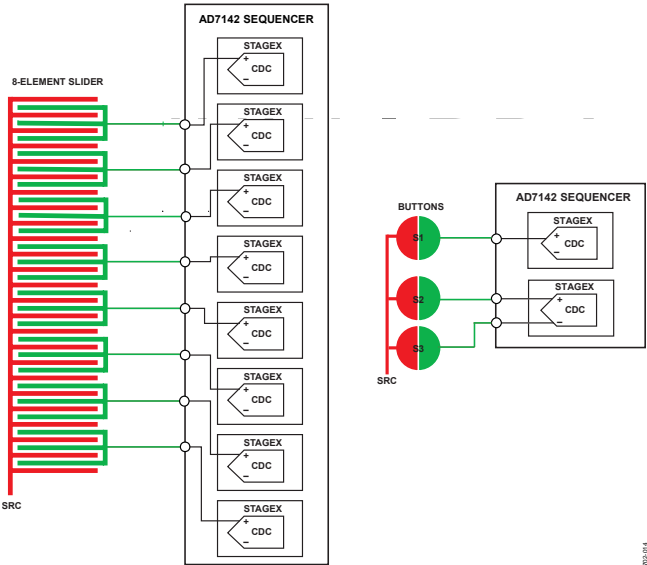 AD7142 SEQUENCER
8-ELEMENT SLIDER
STAGEX
+
CDC
–
STAGEX
+
CDC
–
STAGEX
+
CDC
–
STAGEX
+
CDC
–
STAGEX
+
CDC
–
STAGEX
+
CDC
–
STAGEX
+
CDC
–
STAGEX
+
CDC
–
SRC
BUTTONS
S1
S2
S3
SRC
AD7142 SEQUENCER
STAGEX
+
CDC
–
STAGEX
+
CDC
–